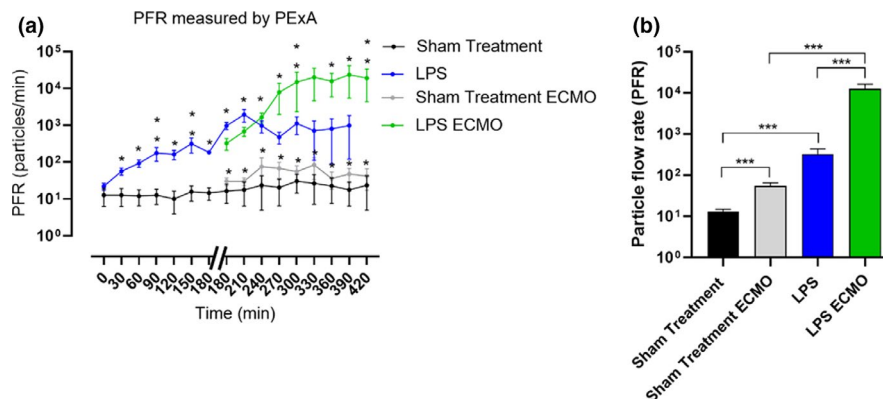 (a)
PFR measured by PExA
PFR (particles/min)
10⁵
10⁴
10³
10²
10¹
10⁰
* * * * * * * * * * * * * * * * * * * * * * * * * * *
0 30 60 90 120 150 180 180 210 240 270 300 330 360 390 420
Time (min)
Sham Treatment
LPS
Sham Treatment ECMO
LPS ECMO
(b)
Particle flow rate (PFR)
10⁵
10⁴
10³
10²
10¹
10⁰
***
***
***
***
Sham Treatment
Sham Treatment ECMO
LPS
LPS ECMO